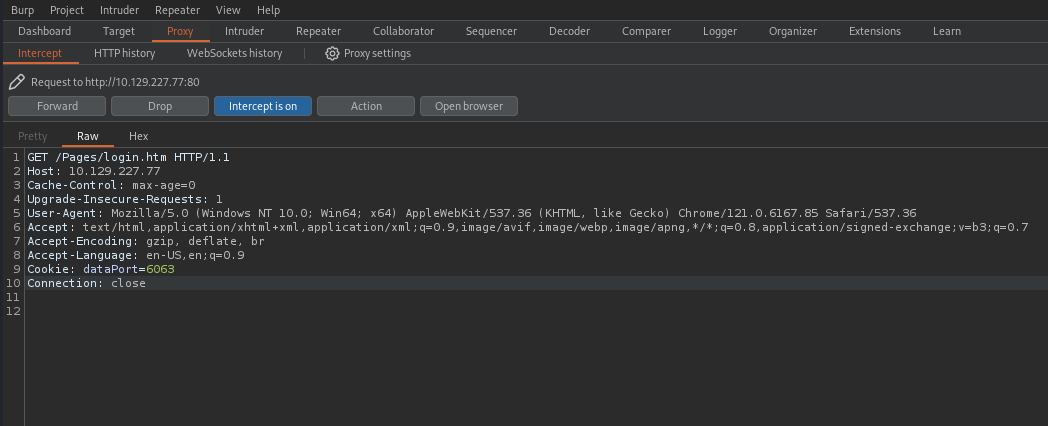 Burp Project Intruder Repeater View Help
Dashboard Target Proxy Intruder Repeater Collaborator Sequencer Decoder Comparer Logger Organizer Extensions Learn
Intercept HTTP history WebSockets history Proxy settings
Request to http://10.129.227.77:80
Forward Drop Intercept is on Action Open browser
Pretty Raw Hex
1 GET /Pages/login.htm HTTP/1.1
2 Host: 10.129.227.77
3 Cache-Control: max-age=0
4 Upgrade-Insecure-Requests: 1
5 User-Agent: Mozilla/5.0 (Windows NT 10.0; Win64; x64) AppleWebKit/537.36 (KHTML, like Gecko) Chrome/121.0.6167.85 Safari/537.36
6 Accept: text/html,application/xhtml+xml,application/xml;q=0.9,image/avif,image/webp,image/apng,*/*;q=0.8,application/signed-exchange;v=b3;q=0.7
7 Accept-Encoding: gzip, deflate, br
8 Accept-Language: en-US,en;q=0.9
9 Cookie: dataPort=6063
10 Connection: close
11
12